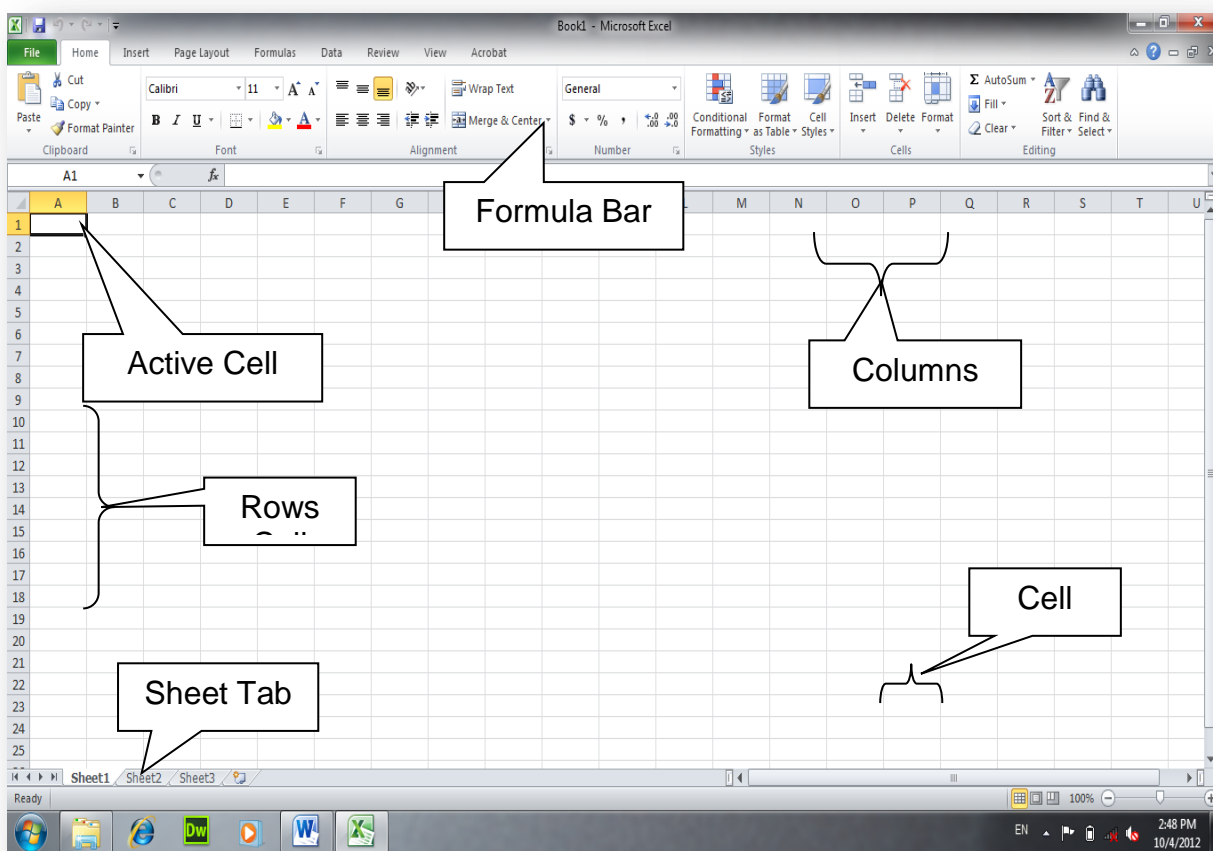 Book1 - Microsoft Excel
File Home Insert Page Layout Formulas Data Review View Acrobat
Cut
Copy
Format Painter
Paste
Clipboard
Calibri 11 A A
B I U A
Font
Wrap Text
Merge & Center
Alignment
General
$ % , .0 .00 .00 .0
Number
Conditional Formatting
Format as Table
Cell Styles
Styles
Insert Delete Format
Cells
Σ AutoSum
Fill
Clear
Sort & Filter
Find & Select
Editing
A1 fx
A B C D E F G M N O P Q R S T U
1
2
3
4
5
6
7
8
9
10
11
12
13
14
15
16
17
18
19
20
21
22
23
24
25
Formula Bar
Active Cell
Columns
Rows
Cell
Sheet Tab
Sheet1 Sheet2 Sheet3
Ready 100%
Dw W X EN 2:48 PM
10/4/2012